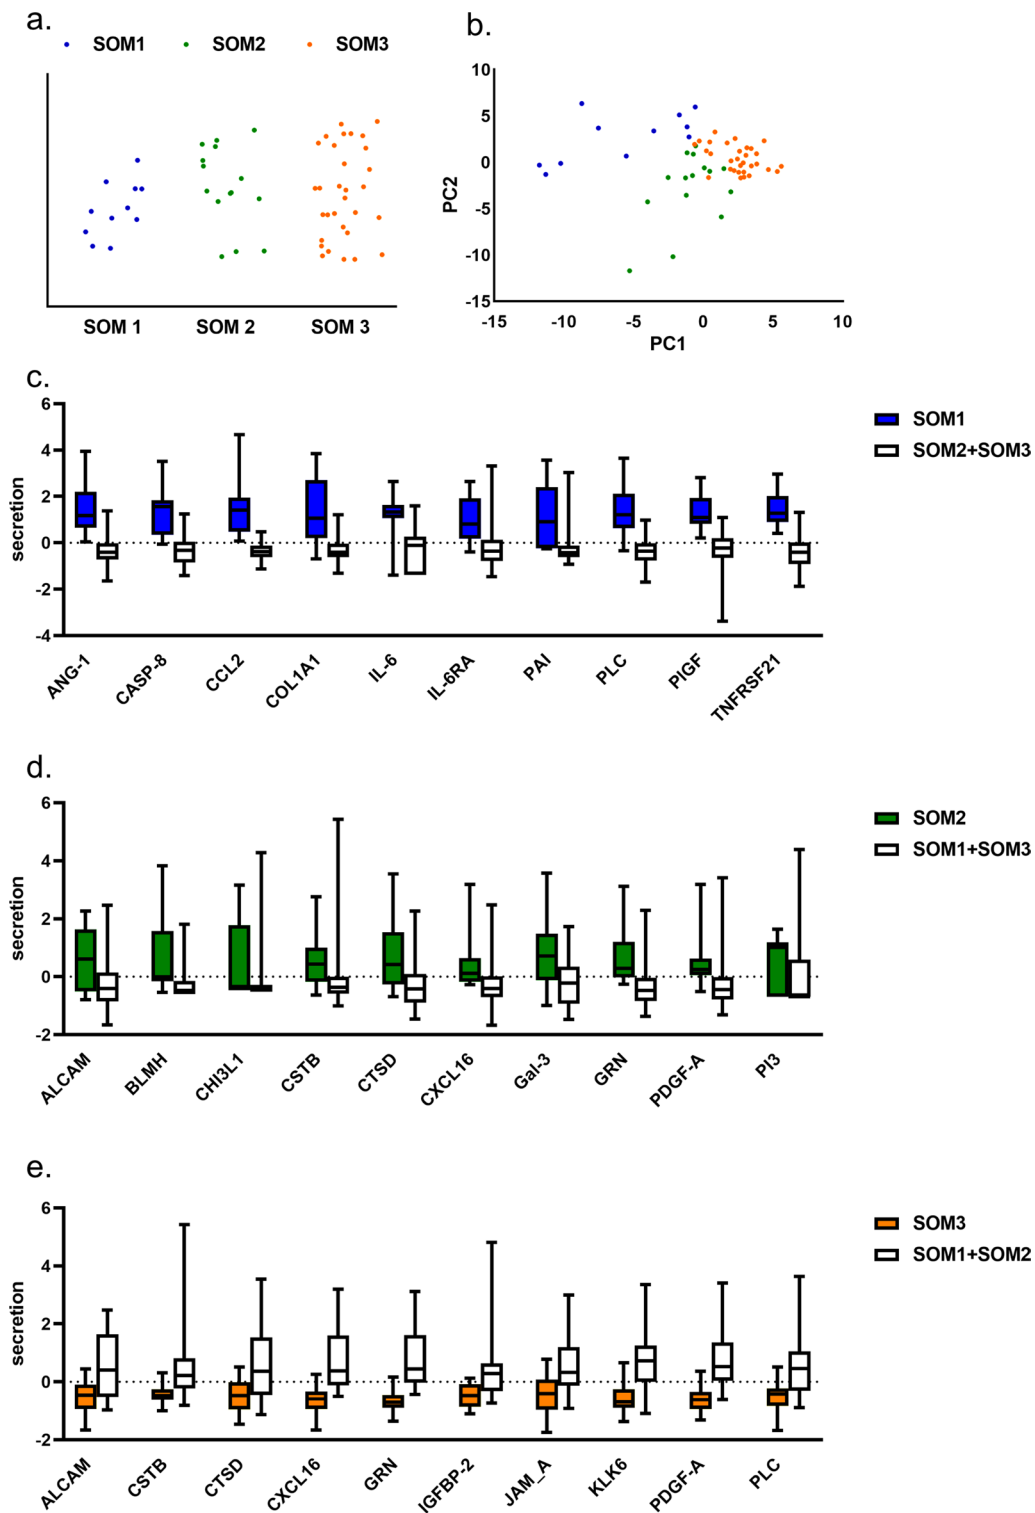 a.
SOM1 SOM2 SOM3
SOM 1 SOM 2 SOM 3
b.
10
5
0
-5
-10
-15
PC2
-15 -10 -5 0 5 10
PC1
c.
6
4
2
0
-2
-4
secretion
ANG-1 CASP-8 CCL2 COL1A1 IL-6 IL-6RA PAI PLC PIGF TNFRSF21
SOM1
SOM2+SOM3
d.
6
4
2
0
-2
secretion
ALCAM BLMH CHI3L1 CSTB CTSD CXCL16 Gal-3 GRN PDGF-A PI3
SOM2
SOM1+SOM3
e.
6
4
2
0
-2
secretion
ALCAM CSTB CTSD CXCL16 GRN IGFBP-2 JAM_A KLK6 PDGF-A PLC
SOM3
SOM1+SOM2